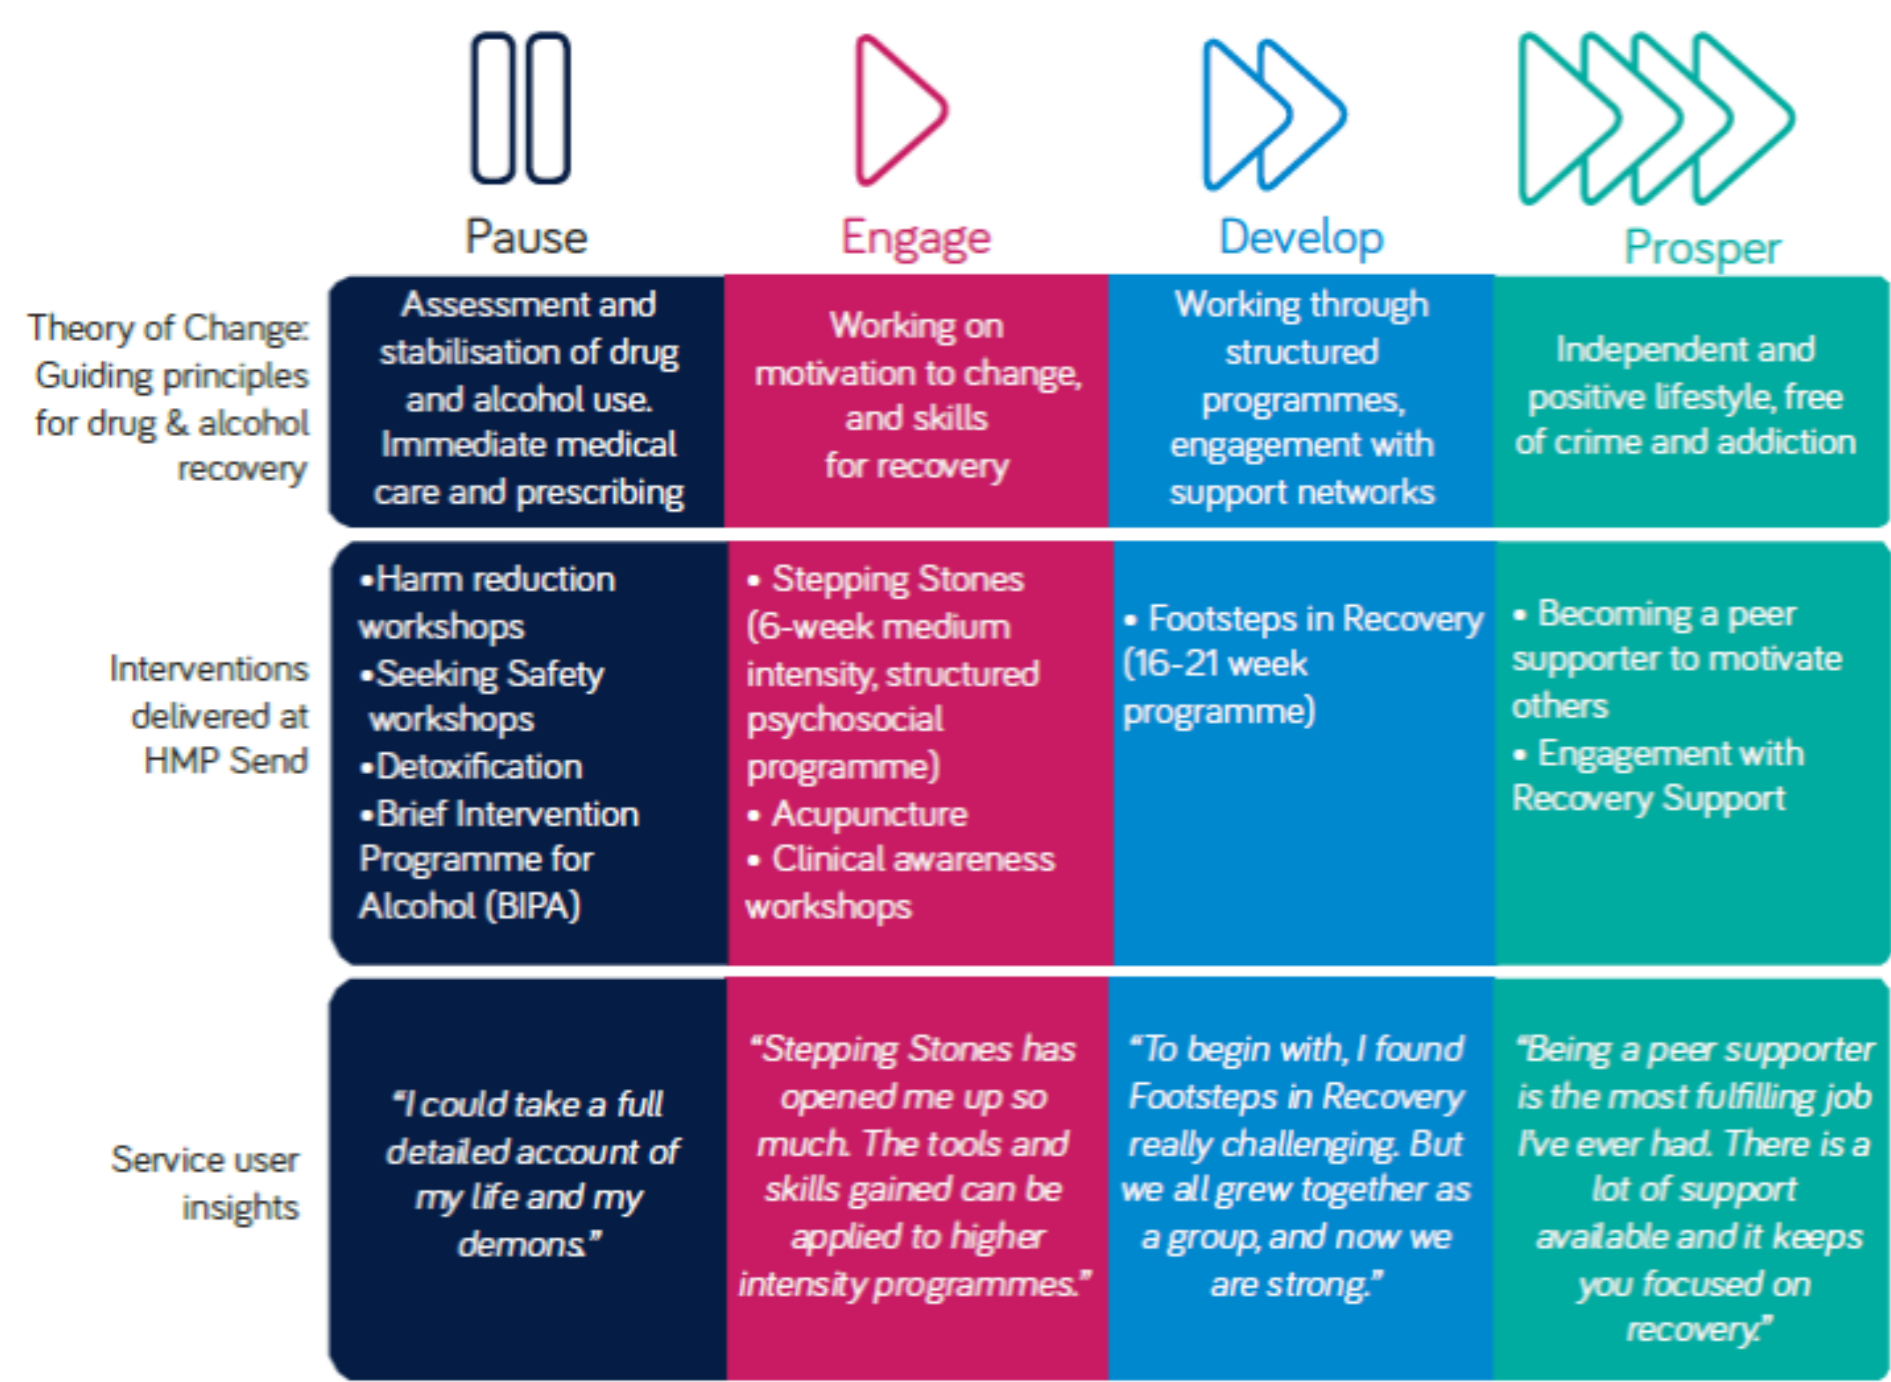 Pause
Engage
Develop
Prosper
Theory of Change:
Guiding principles
for drug & alcohol
recovery
Assessment and
stabilisation of drug
and alcohol use.
Immediate medical
care and prescribing
Working on
motivation to change,
and skills
for recovery
Working through
structured
programmes,
engagement with
support networks
Independent and
positive lifestyle, free
of crime and addiction
Interventions
delivered at
HMP Send
•Harm reduction
workshops
•Seeking Safety
workshops
•Detoxification
•Brief Intervention
Programme for
Alcohol (BIPA)
• Stepping Stones
(6-week medium
intensity, structured
psychosocial
programme)
• Acupuncture
• Clinical awareness
workshops
• Footsteps in Recovery
(16-21 week
programme)
• Becoming a peer
supporter to motivate
others
• Engagement with
Recovery Support
Service user
insights
“I could take a full
detailed account of
my life and my
demons.”
“Stepping Stones has
opened me up so
much. The tools and
skills gained can be
applied to higher
intensity programmes.”
“To begin with, I found
Footsteps in Recovery
really challenging. But
we all grew together as
a group, and now we
are strong.”
“Being a peer supporter
is the most fulfilling job
I’ve ever had. There is a
lot of support
available and it keeps
you focused on
recovery.”